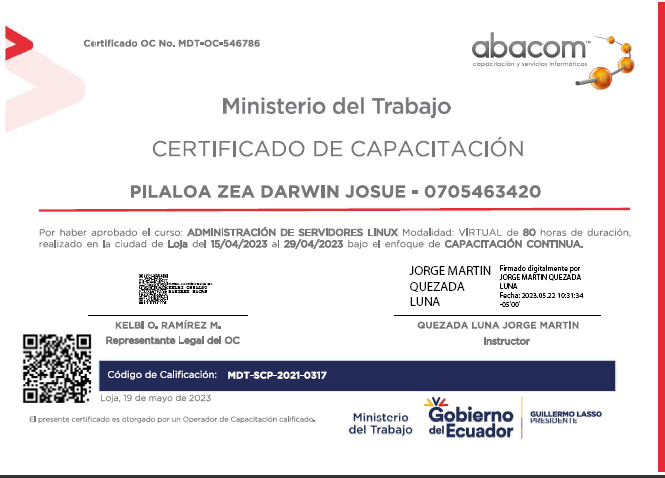 Certificado OC No. MDT-OC-546786
abacom
capacitación y servicios informáticos
Ministerio del Trabajo
CERTIFICADO DE CAPACITACIÓN
PILALOA ZEA DARWIN JOSUE - 0705463420
Por haber aprobado el curso: ADMINISTRACIÓN DE SERVIDORES LINUX Modalidad: VIRTUAL de 80 horas de duración,
realizado en la ciudad de Loja del 15/04/2023 al 29/04/2023 bajo el enfoque de CAPACITACIÓN CONTINUA.
JORGE MARTIN
QUEZADA
LUNA
Firmado digitalmente por
JORGE MARTIN QUEZADA
LUNA
Fecha: 2023.05.22 10:31:34
-05'00'
KELBI O. RAMÍREZ M.
Representante Legal del OC
QUEZADA LUNA JORGE MARTIN
Instructor
Código de Calificación: MDT-SCP-2021-0317
Loja, 19 de mayo de 2023
El presente certificado es otorgado por un Operador de Capacitación calificado.
Ministerio
del Trabajo
Gobierno
del Ecuador
GUILLERMO LASSO
PRESIDENTE